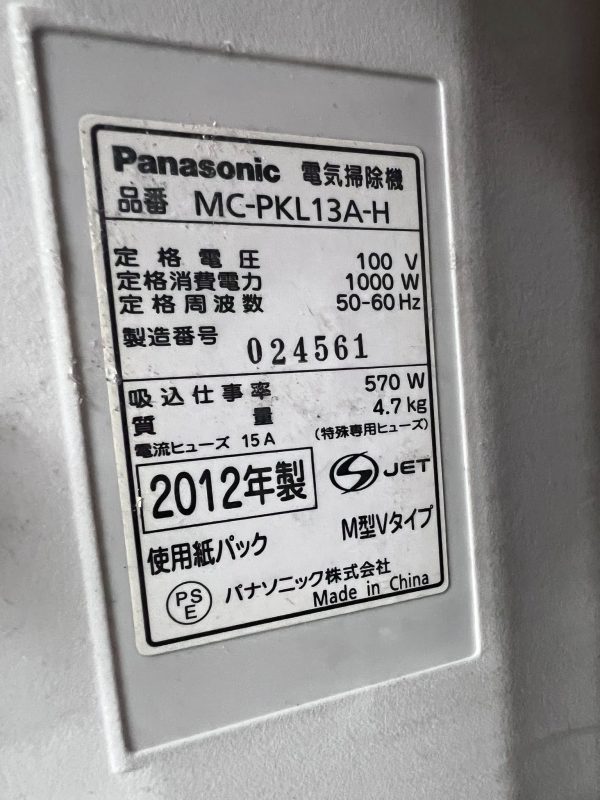 Panasonic 電気掃除機
品番 MC-PKL13A-H
定格電圧 100 V
定格消費電力 1000 W
定格周波数 50-60 Hz
製造番号 024561
吸込仕事率 570 W
質量 4.7 kg
電流ヒューズ 15 A (特殊専用ヒューズ)
2012年製 S JET
使用紙パック M型Vタイプ
PS E パナソニック株式会社
Made in China